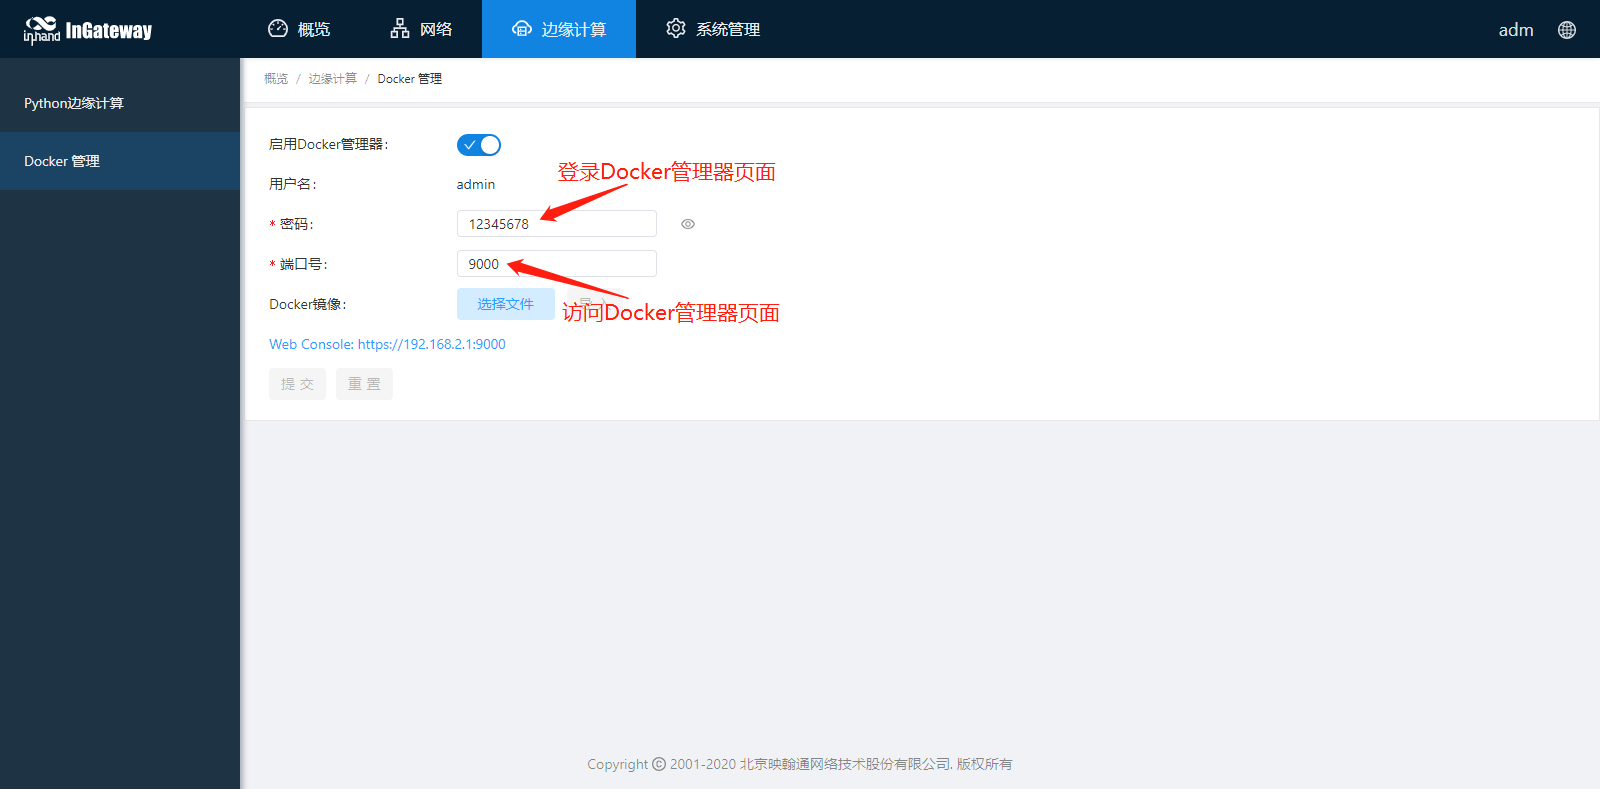 inhand InGateway
概览
网络
边缘计算
系统管理
adm
概览 / 边缘计算 / Docker 管理
Python边缘计算
Docker 管理
启用Docker管理器:
登录Docker管理器页面
用户名: admin
* 密码: 12345678
* 端口号: 9000
Docker镜像: 选择文件
访问Docker管理器页面
Web Console: https://192.168.2.1:9000
提 交 重 置
Copyright © 2001-2020 北京映翰通网络技术股份有限公司. 版权所有